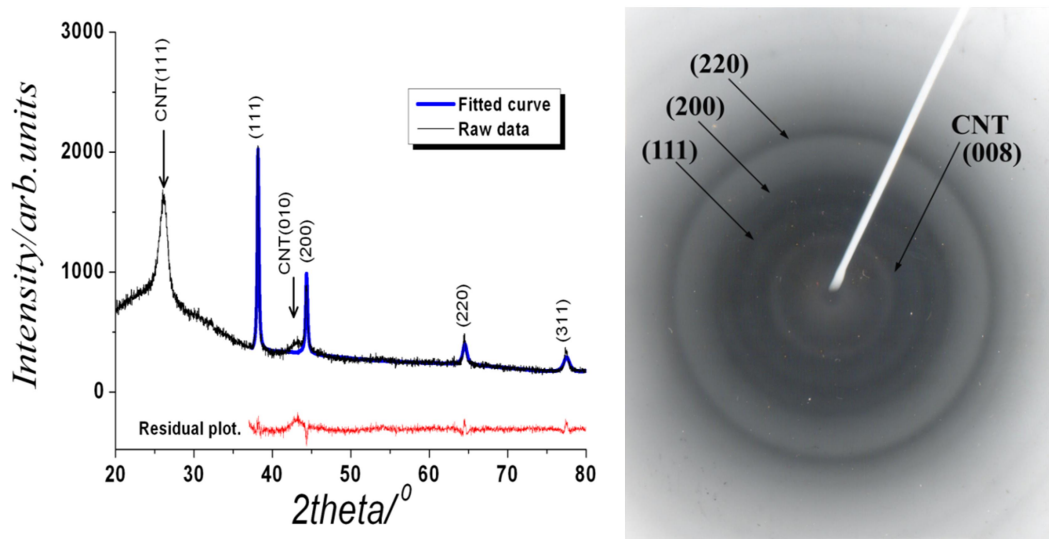 3000
2000
1000
0
Intensity/arb.units
CNT(111)
(111)
CNT(010)
(200)
(220)
(311)
Fitted curve
Raw data
Residual plot.
20 30 40 50 60 70 80
2theta/⁰
(220)
(200)
(111)
CNT
(008)